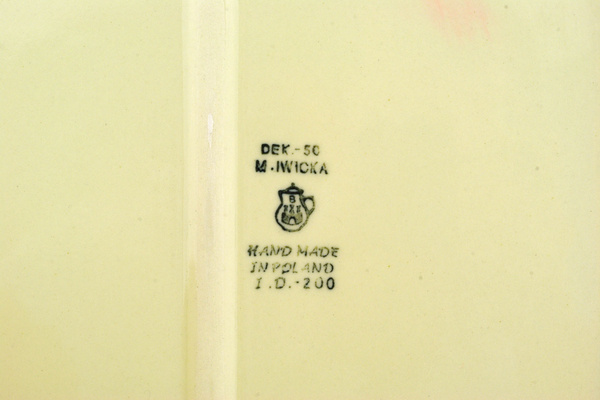 DEK.-50
M.IWICKA
B
HAND MADE
IN POLAND
I.D.-200